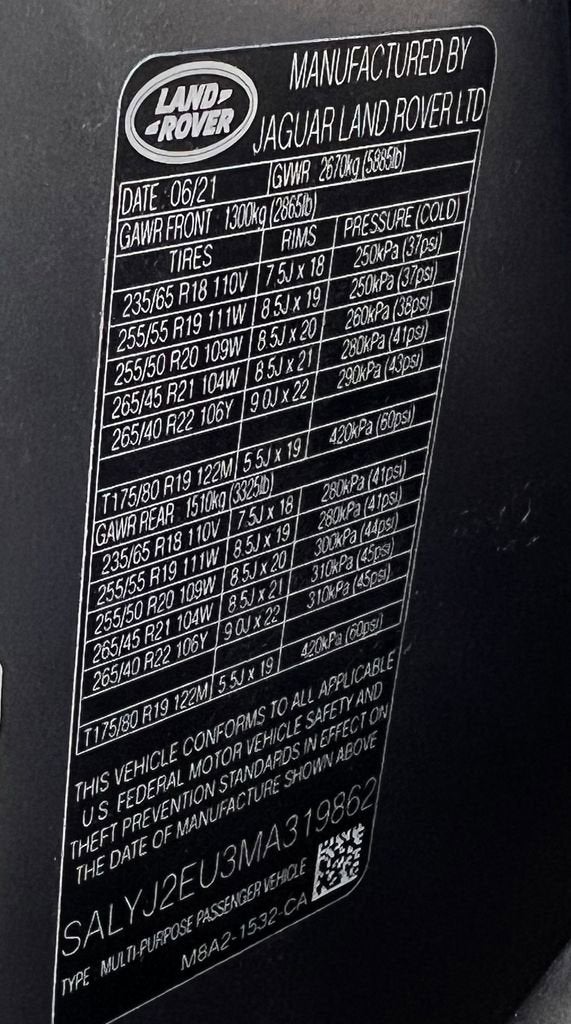 LAND-
-ROVER
MANUFACTURED BY
JAGUAR LAND ROVER LTD
DATE 06/21 GVWR 2670kg (5885lb)
GAWR FRONT 1300kg (2865lb)
TIRES RIMS PRESSURE (COLD)
235/65 R18 110V 7.5J x 18 250kPa (37psi)
255/55 R19 111W 8.5J x 19 250kPa (37psi)
255/50 R20 109W 8.5J x 20 260kPa (38psi)
265/45 R21 104W 8.5J x 21 280kPa (41psi)
265/40 R22 106Y 9.0J x 22 290kPa (43psi)
T175/80 R19 122M 5.5J x 19 420kPa (60psi)
GAWR REAR 1510kg (3325lb)
235/65 R18 110V 7.5J x 18 280kPa (41psi)
255/55 R19 111W 8.5J x 19 280kPa (41psi)
255/50 R20 109W 8.5J x 20 300kPa (44psi)
265/45 R21 104W 8.5J x 21 310kPa (45psi)
265/40 R22 106Y 9.0J x 22 310kPa (45psi)
T175/80 R19 122M 5.5J x 19 420kPa (60psi)
THIS VEHICLE CONFORMS TO ALL APPLICABLE
U.S. FEDERAL MOTOR VEHICLE SAFETY AND
THEFT PREVENTION STANDARDS IN EFFECT ON
THE DATE OF MANUFACTURE SHOWN ABOVE
SALYJ2EU3MA319862
TYPE MULTI-PURPOSE PASSENGER VEHICLE
M8A2-1532-CA